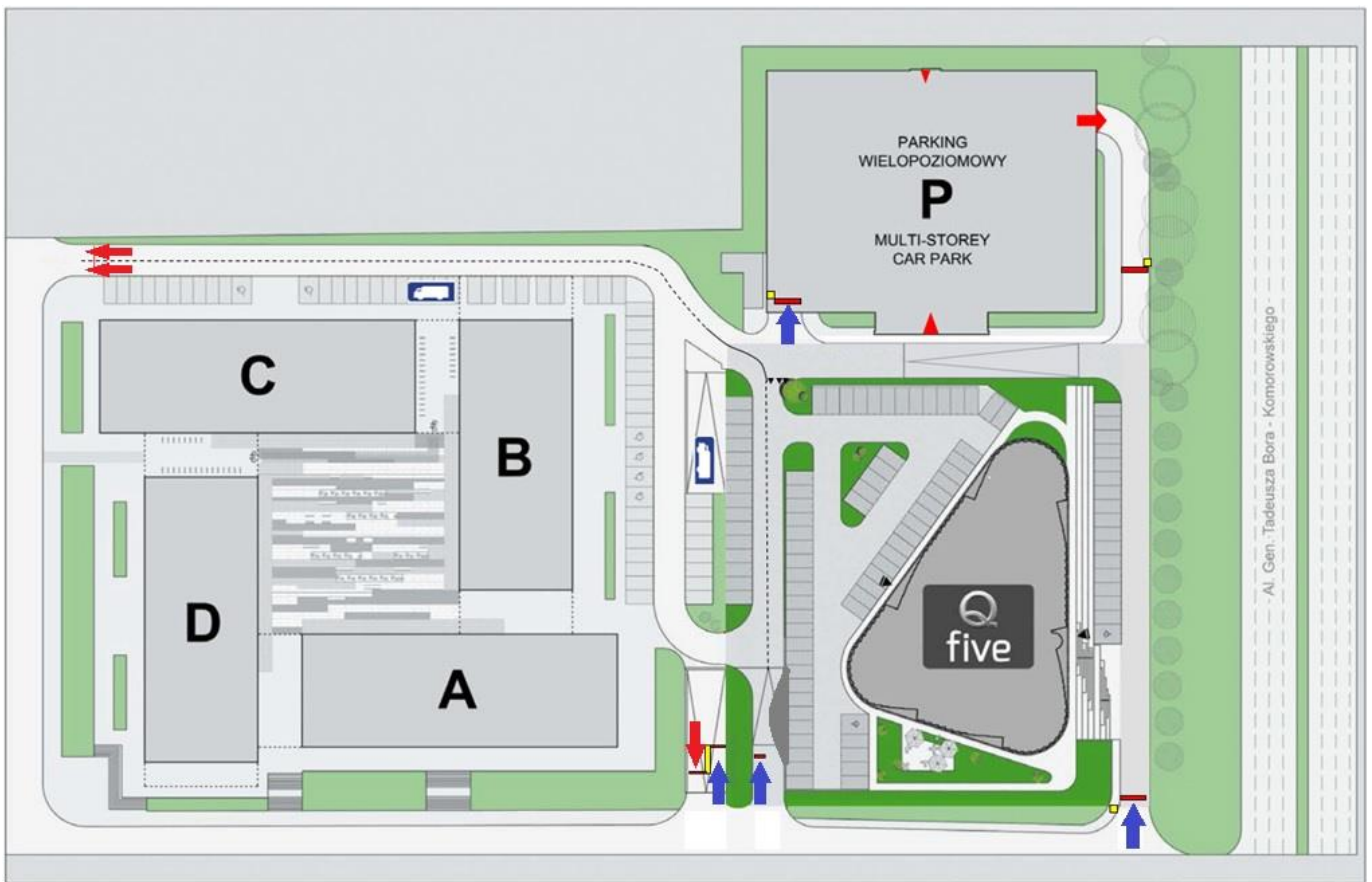 PARKING
WIELOPOZIOMOWY
P
MULTI-STOREY
CAR PARK
C
B
D
A
Q
five
Al. Gen. Tadeusza Bora - Komorowskiego